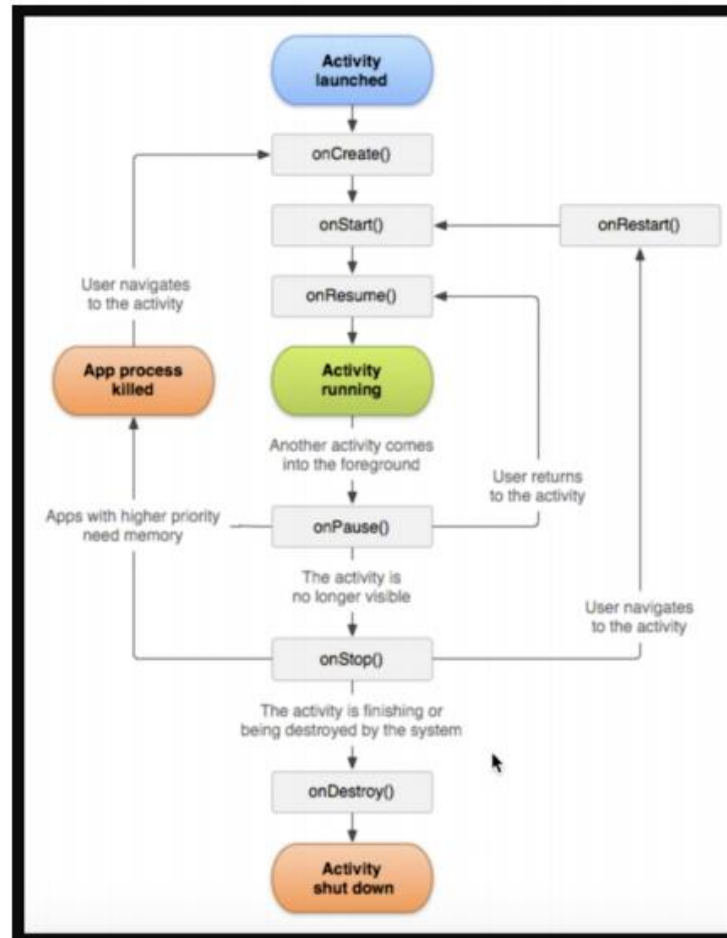 Activity
launched
onCreate()
onStart()
onRestart()
User navigates
to the activity
onResume()
App process
killed
Activity
running
Another activity comes
into the foreground
User returns
to the activity
Apps with higher priority
need memory
onPause()
The activity is
no longer visible
User navigates
to the activity
onStop()
The activity is finishing or
being destroyed by the system
onDestroy()
Activity
shut down